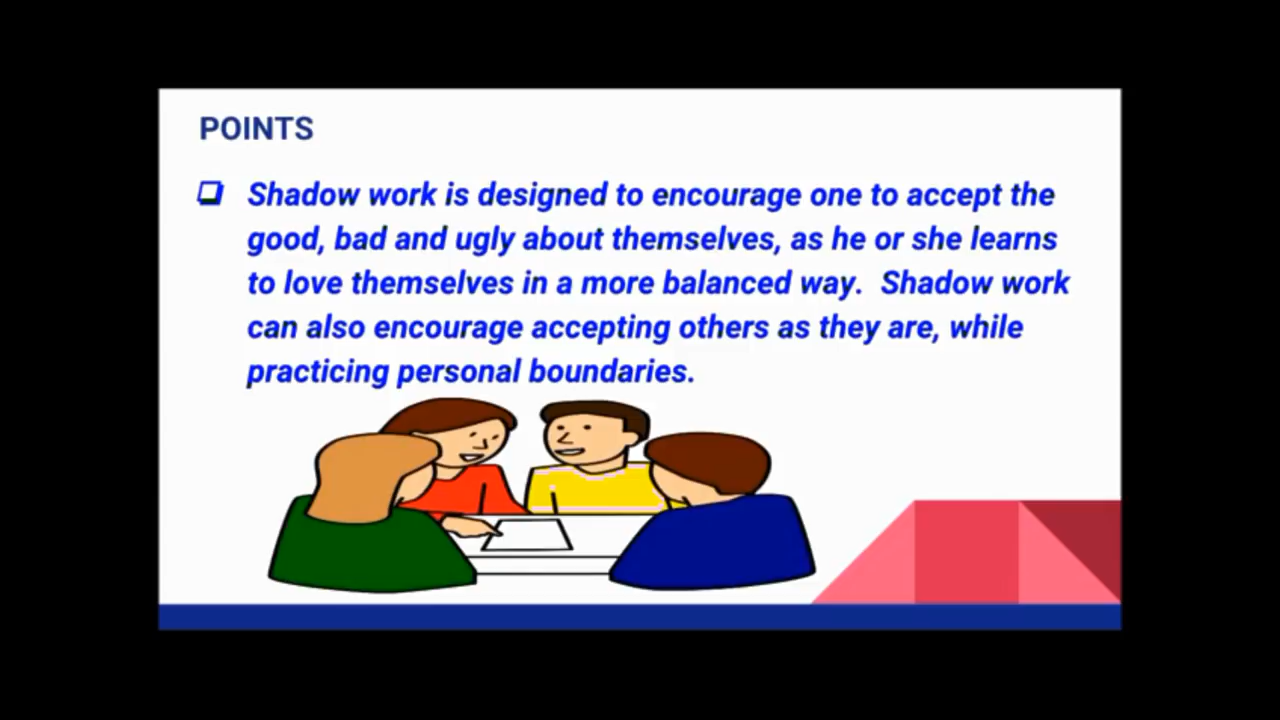 POINTS
❑ Shadow work is designed to encourage one to accept the
good, bad and ugly about themselves, as he or she learns
to love themselves in a more balanced way.  Shadow work
can also encourage accepting others as they are, while
practicing personal boundaries.